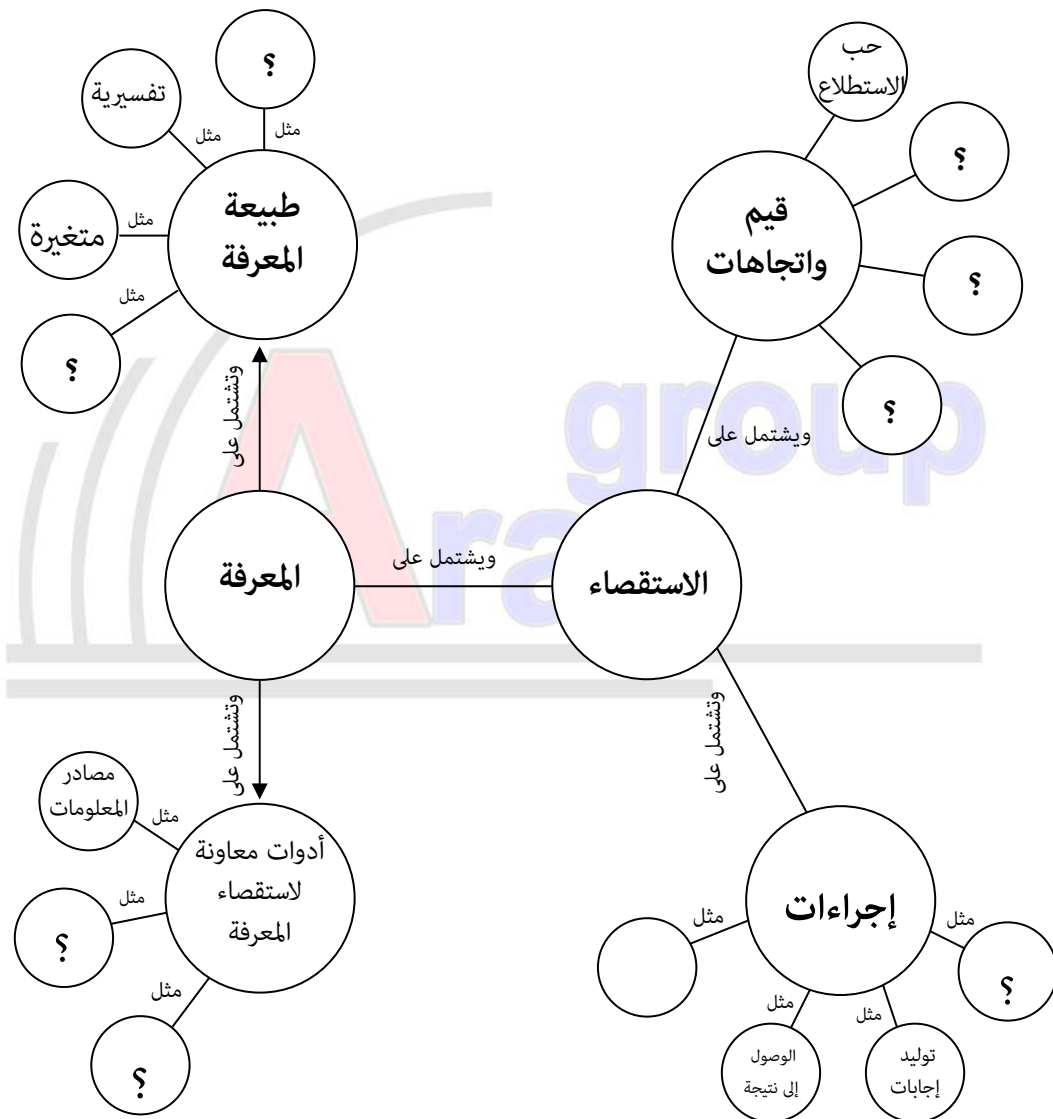 حب
الاستطلاع
؟
؟
؟
قيم
واتجاهات
ويشتمل على
؟
تفسيرية
متغيرة
؟
مثل
مثل
مثل
مثل
طبيعة
المعرفة
وتشتمل على
group
Ara
الاستقصاء
ويشتمل على
المعرفة
وتشتمل على
وتشتمل على
مصادر
المعلومات
؟
؟
مثل
مثل
مثل
أدوات معاونة
لاستقصاء
المعرفة
إجراءات
مثل
مثل
مثل
مثل
؟
توليد
إجابات
الوصول
إلى نتيجة